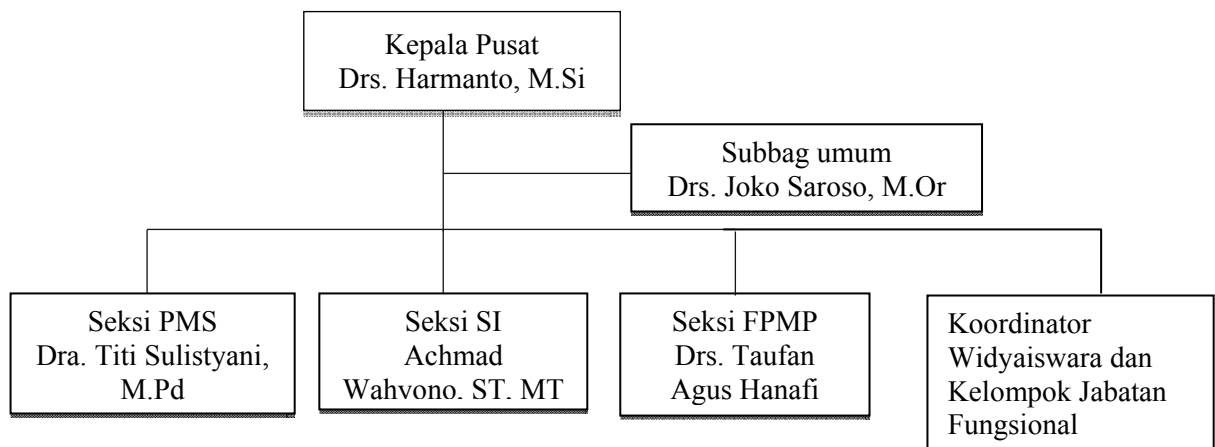 Kepala Pusat
Drs. Harmanto, M.Si
Subbag umum
Drs. Joko Saroso, M.Or
Seksi PMS
Dra. Titi Sulistyani,
M.Pd
Seksi SI
Achmad
Wahyono, ST, MT
Seksi FPMP
Drs. Taufan
Agus Hanafi
Koordinator
Widyaiswara dan
Kelompok Jabatan
Fungsional